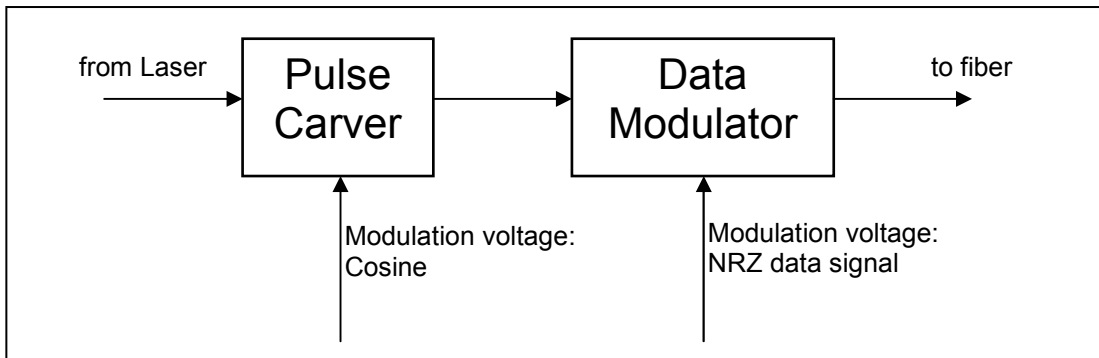 from Laser
Pulse
Carver
Data
Modulator
to fiber
Modulation voltage:
Cosine
Modulation voltage:
NRZ data signal